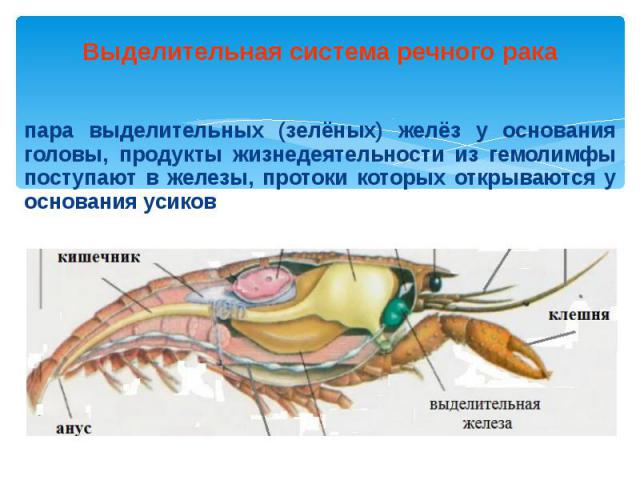 Выделительная система речного рака
пара выделительных (зелёных) желёз у основания
головы, продукты жизнедеятельности из гемолимфы
поступают в железы, протоки которых открываются у
основания усиков
кишечник
клешня
выделительная
железа
анус